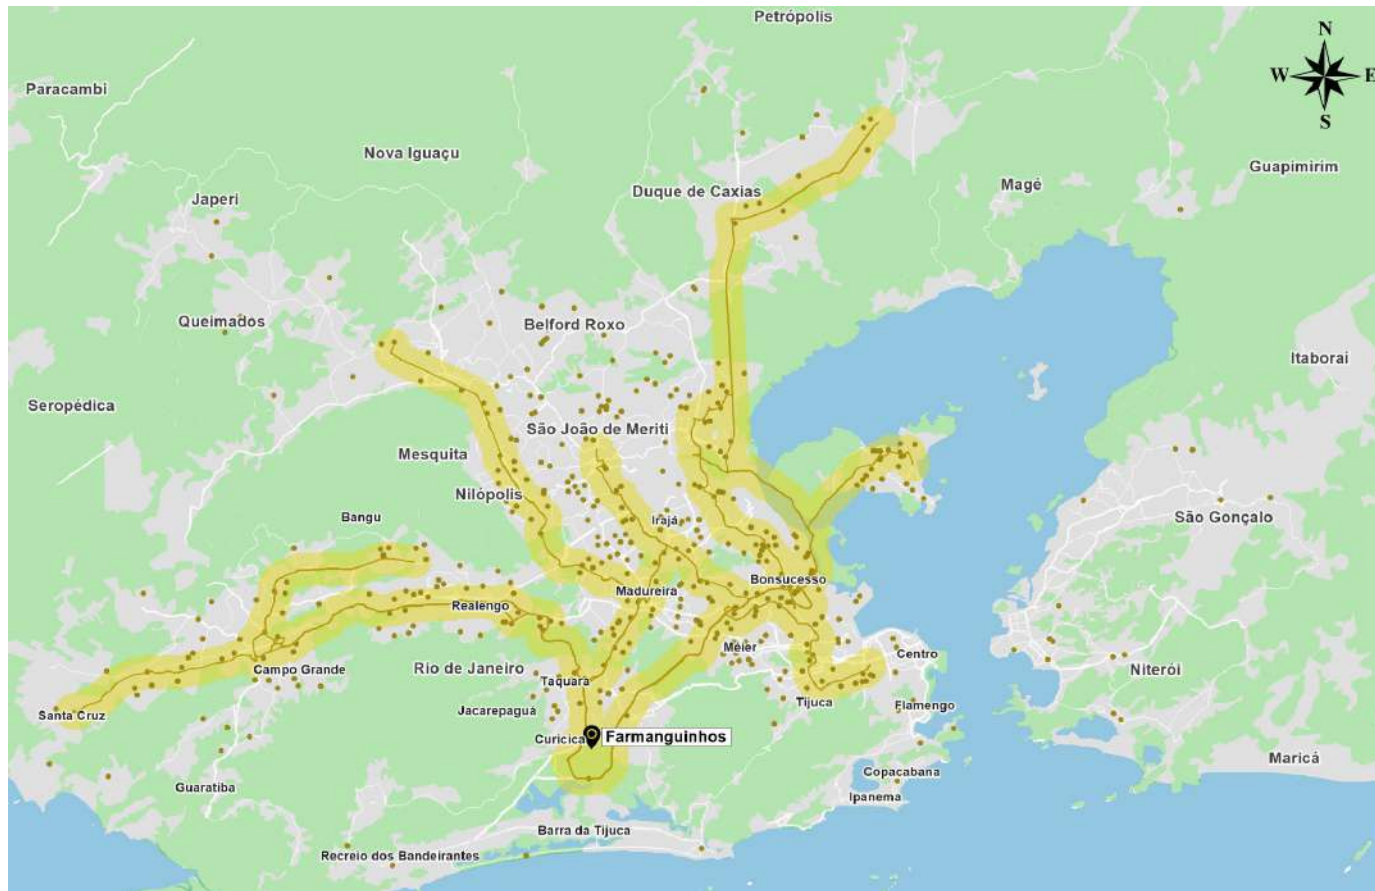 Petrópolis
N
W
E
S
Paracambi
Nova Iguaçu
Guapimirim
Duque de Caxias
Magé
Japeri
Queimados
Belford Roxo
Itaborai
Seropédica
São João de Meriti
Mesquita
Nilópolis
Bangu
Irajá
São Gonçalo
Bonsucesso
Madureira
Realengo
Méier
Centro
Campo Grande
Rio de Janeiro
Niterói
Taquara
Tijuca
Flamengo
Santa Cruz
Jacarepaguá
Curicica
Farmanguinhos
Maricá
Copacabana
Guaratiba
Ipanema
Barra da Tijuca
Recreio dos Bandeirantes